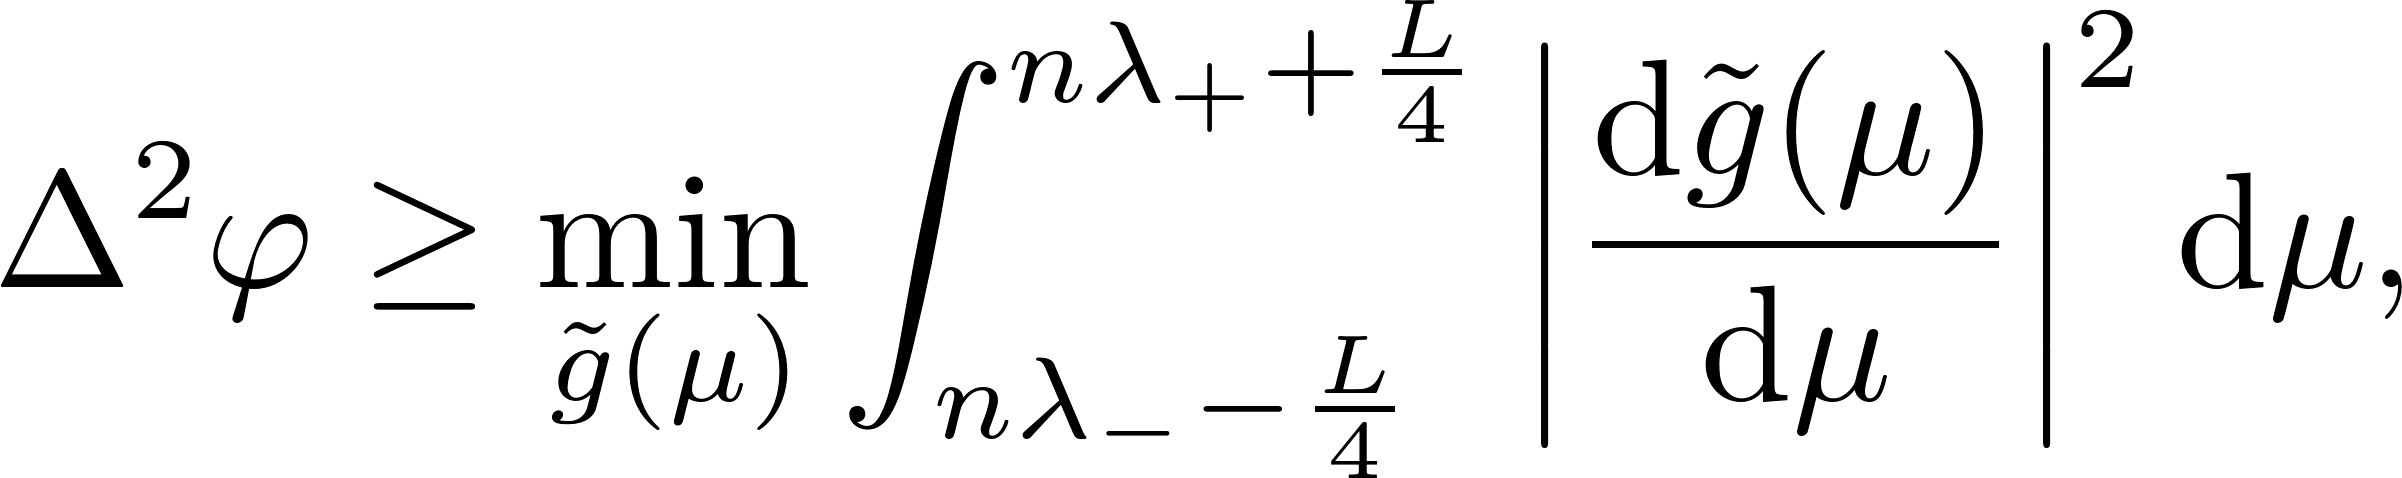 \Delta^2 \varphi \geq \min_{\tilde{g}(\mu)} \int_{n\lambda_- - \frac{L}{4}}^{n\lambda_+ + \frac{L}{4}} \left| \frac{\mathrm{d}\tilde{g}(\mu)}{\mathrm{d}\mu} \right|^2 \mathrm{d}\mu,